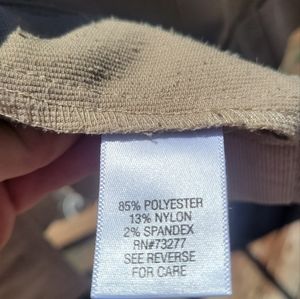 85% POLYESTER
13% NYLON
2% SPANDEX
RN#73277
SEE REVERSE
FOR CARE